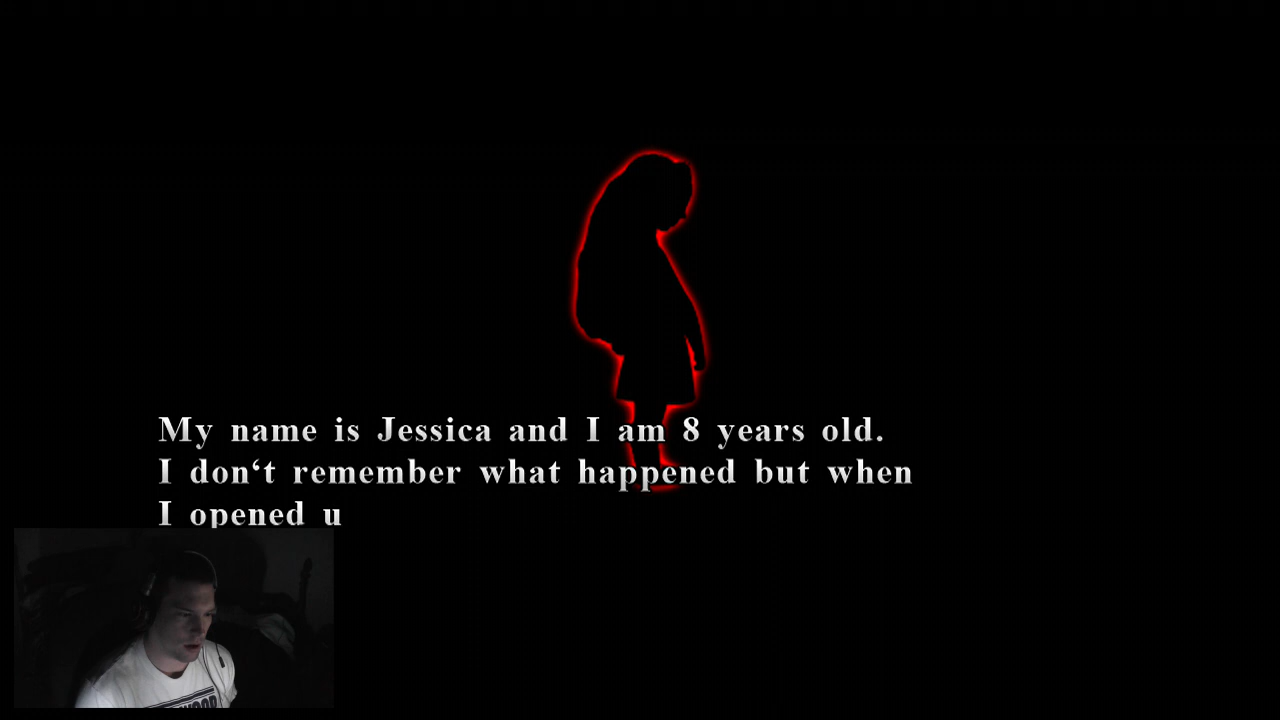 My name is Jessica and I am 8 years old.
I don‘t remember what happened but when
I opened u